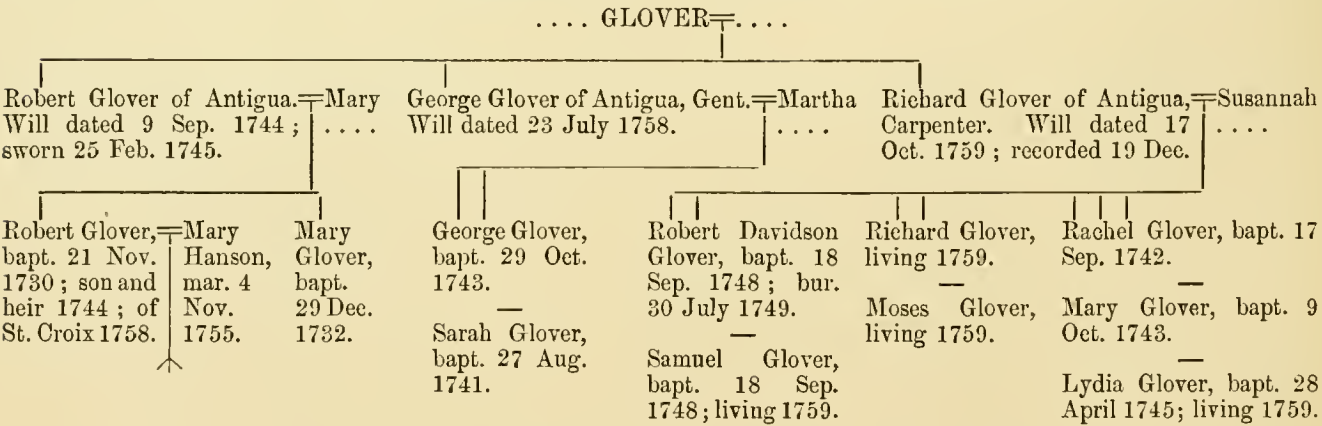 .... GLOVER=....
Robert Glover of Antigua.=Mary
Will dated 9 Sep. 1744; ....
sworn 25 Feb. 1745.
George Glover of Antigua, Gent.=Martha
Will dated 23 July 1758. ....
Richard Glover of Antigua,=Susannah
Carpenter. Will dated 17 ....
Oct. 1759; recorded 19 Dec.
Robert Glover,=Mary
bapt. 21 Nov. Hanson,
1730; son and mar. 4
heir 1744; of Nov.
St. Croix 1758. 1755.
Mary
Glover,
bapt.
29 Dec.
1732.
George Glover,
bapt. 29 Oct.
1743.
—
Sarah Glover,
bapt. 27 Aug.
1741.
Robert Davidson
Glover, bapt. 18
Sep. 1748; bur.
30 July 1749.
—
Samuel Glover,
bapt. 18 Sep.
1748; living 1759.
Richard Glover,
living 1759.
—
Moses Glover,
living 1759.
Rachel Glover, bapt. 17
Sep. 1742.
—
Mary Glover, bapt. 9
Oct. 1743.
—
Lydia Glover, bapt. 28
April 1745; living 1759.